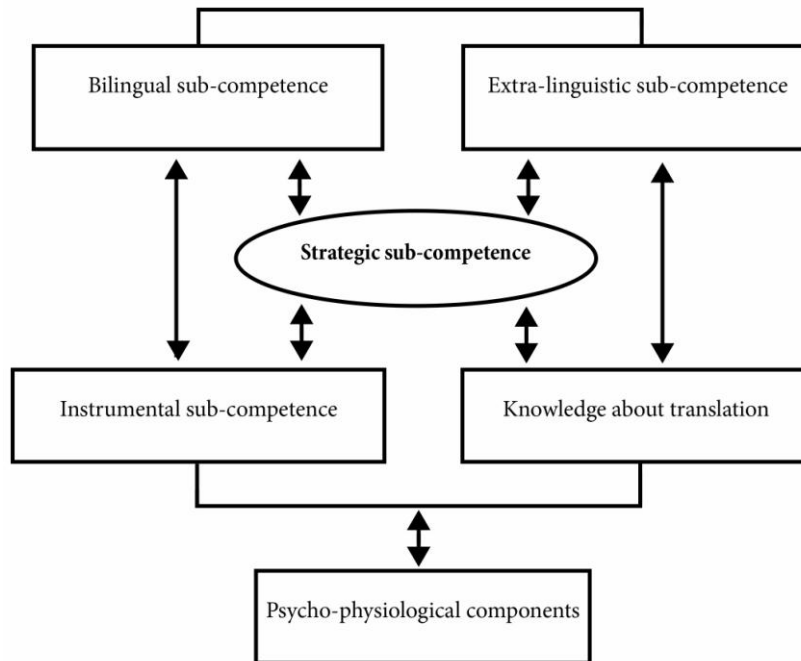 Bilingual sub-competence
Extra-linguistic sub-competence
Strategic sub-competence
Instrumental sub-competence
Knowledge about translation
Psycho-physiological components